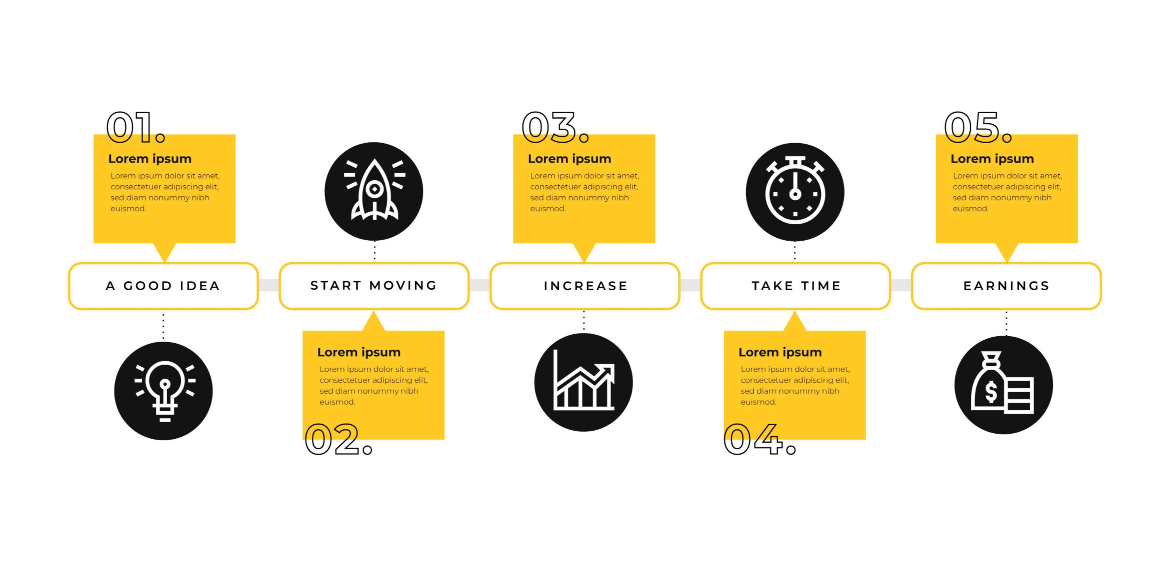 01.
Lorem ipsum
Lorem ipsum dolor sit amet,
consectetuer adipiscing elit,
sed diam nonummy nibh
euismod.
A GOOD IDEA
START MOVING
Lorem ipsum
Lorem ipsum dolor sit amet,
consectetuer adipiscing elit,
sed diam nonummy nibh
euismod.
02.
03.
Lorem ipsum
Lorem ipsum dolor sit amet,
consectetuer adipiscing elit,
sed diam nonummy nibh
euismod.
INCREASE
TAKE TIME
Lorem ipsum
Lorem ipsum dolor sit amet,
consectetuer adipiscing elit,
sed diam nonummy nibh
euismod.
04.
05.
Lorem ipsum
Lorem ipsum dolor sit amet,
consectetuer adipiscing elit,
sed diam nonummy nibh
euismod.
EARNINGS
$